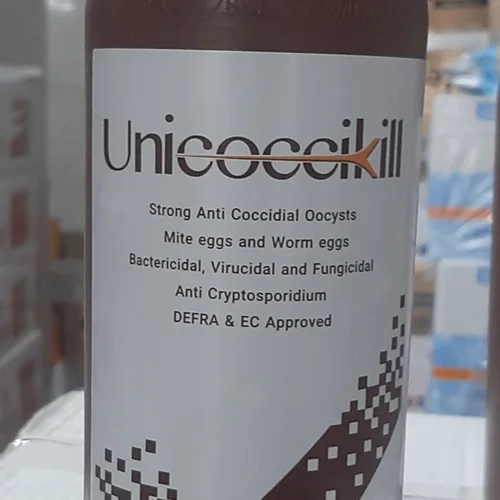 Unicoccikill
Strong Anti Coccidial Oocysts
Mite eggs and Worm eggs
Bactericidal, Virucidal and Fungicidal
Anti Cryptosporidium
DEFRA & EC Approved